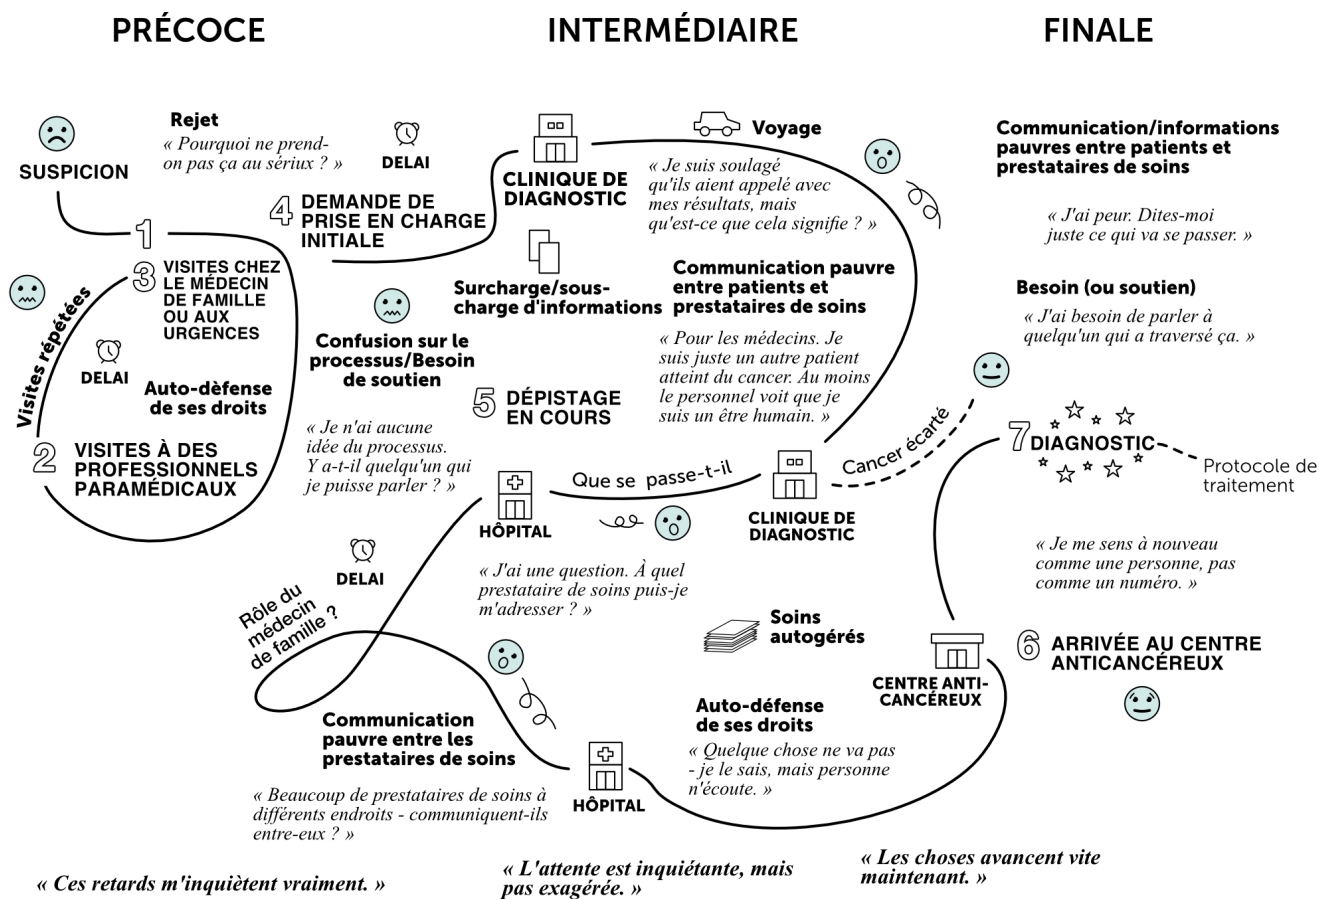 PRÉCOCE
INTERMÉDIAIRE
FINALE
SUSPICION
Rejet
« Pourquoi ne prend-
on pas ça au sériux ? »
DELAI
1
3 VISITES CHEZ
LE MÉDECIN
DE FAMILLE
OU AUX
URGENCES
Visites répétées
DELAI
Auto-dèfense
de ses droits
2 VISITES À DES
PROFESSIONNELS
PARAMÉDICAUX
4 DEMANDE DE
PRISE EN CHARGE
INITIALE
CLINIQUE DE
DIAGNOSTIC
Voyage
« Je suis soulagé
qu'ils aient appelé avec
mes résultats, mais
qu'est-ce que cela signifie ? »
Surcharge/sous-
charge d'informations
Communication pauvre
entre patients et
prestataires de soins
« Pour les médecins. Je
suis juste un autre patient
atteint du cancer. Au moins
le personnel voit que je
suis un être humain. »
Confusion sur le
processus/Besoin
de soutien
« Je n'ai aucune
idée du processus.
Y a-t-il quelqu'un qui
je puisse parler ? »
5 DÉPISTAGE
EN COURS
HÔPITAL
Que se passe-t-il
CLINIQUE DE
DIAGNOSTIC
Cancer écarté
« J'ai une question. À quel
prestataire de soins puis-je
m'adresser ? »
DELAI
Rôle du
médecin
de famille ?
Communication
pauvre entre les
prestataires de soins
« Beaucoup de prestataires de soins à
différents endroits - communiquent-ils
entre-eux ? »
HÔPITAL
Soins
autogérés
Auto-défense
de ses droits
« Quelque chose ne va pas
- je le sais, mais personne
n'écoute. »
CENTRE ANTI-
CANCÉREUX
Communication/informations
pauvres entre patients et
prestataires de soins
« J'ai peur. Dites-moi
juste ce qui va se passer. »
Besoin (ou soutien)
« J'ai besoin de parler à
quelqu'un qui a traversé ça. »
7 DIAGNOSTIC
Protocole de
traitement
« Je me sens à nouveau
comme une personne, pas
comme un numéro. »
6 ARRIVÉE AU CENTRE
ANTICANCÉREUX
« Ces retards m'inquiètent vraiment. »
« L'attente est inquiétante, mais
pas exagérée. »
« Les choses avancent vite
maintenant. »